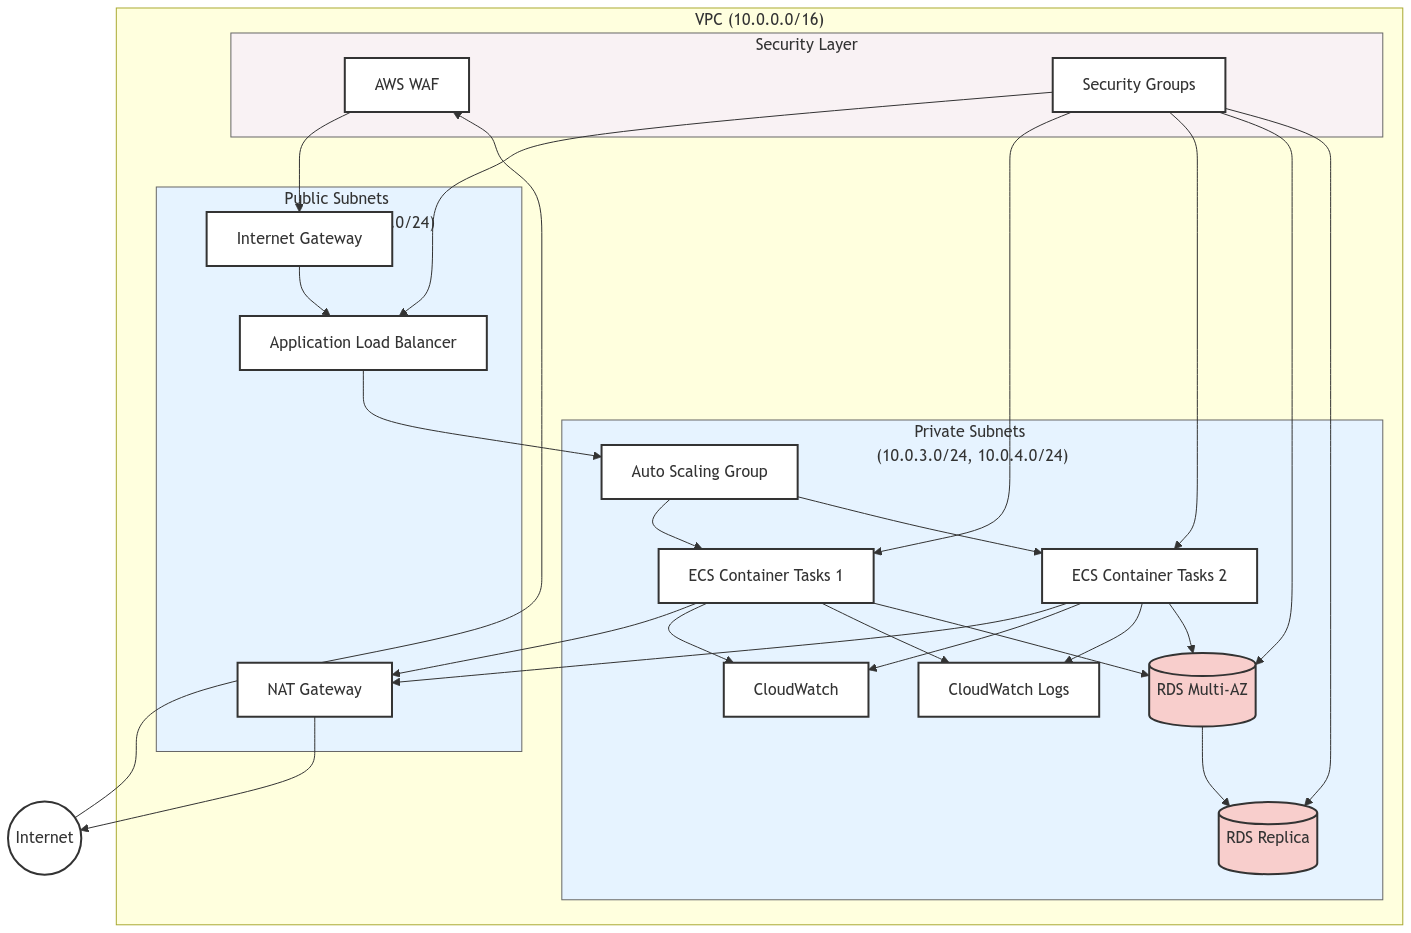 VPC (10.0.0.0/16)
Security Layer
AWS WAF
Security Groups
Public Subnets
.0/24)
Internet Gateway
Application Load Balancer
Private Subnets
(10.0.3.0/24, 10.0.4.0/24)
Auto Scaling Group
ECS Container Tasks 1
ECS Container Tasks 2
NAT Gateway
CloudWatch
CloudWatch Logs
RDS Multi-AZ
Internet
RDS Replica